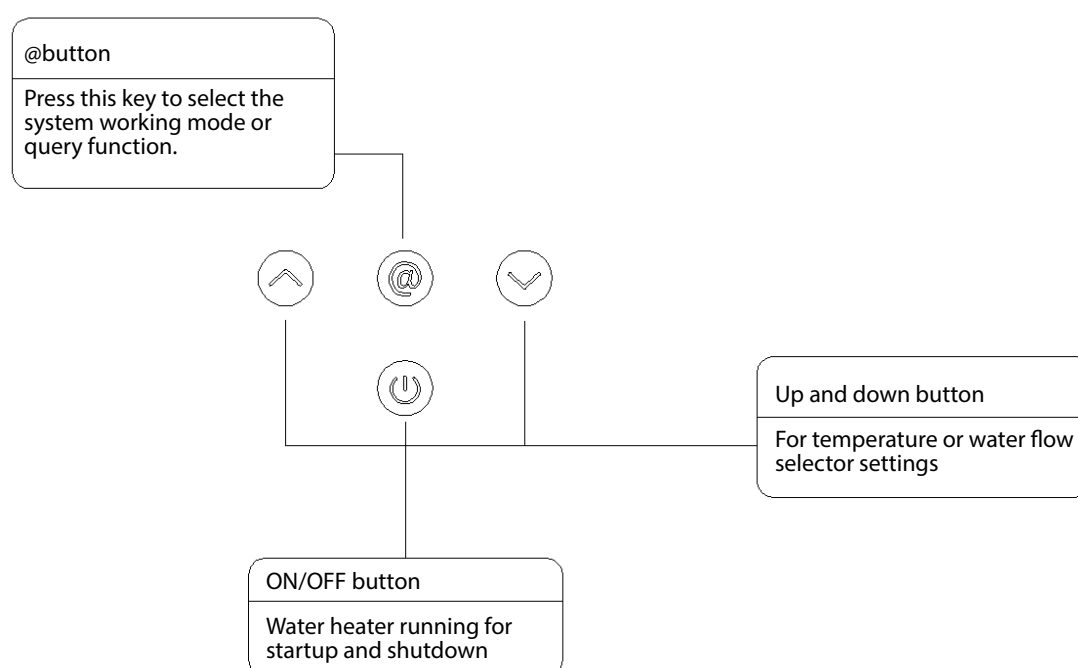 @button
Press this key to select the
system working mode or
query function.
@
Up and down button
For temperature or water flow
selector settings
ON/OFF button
Water heater running for
startup and shutdown